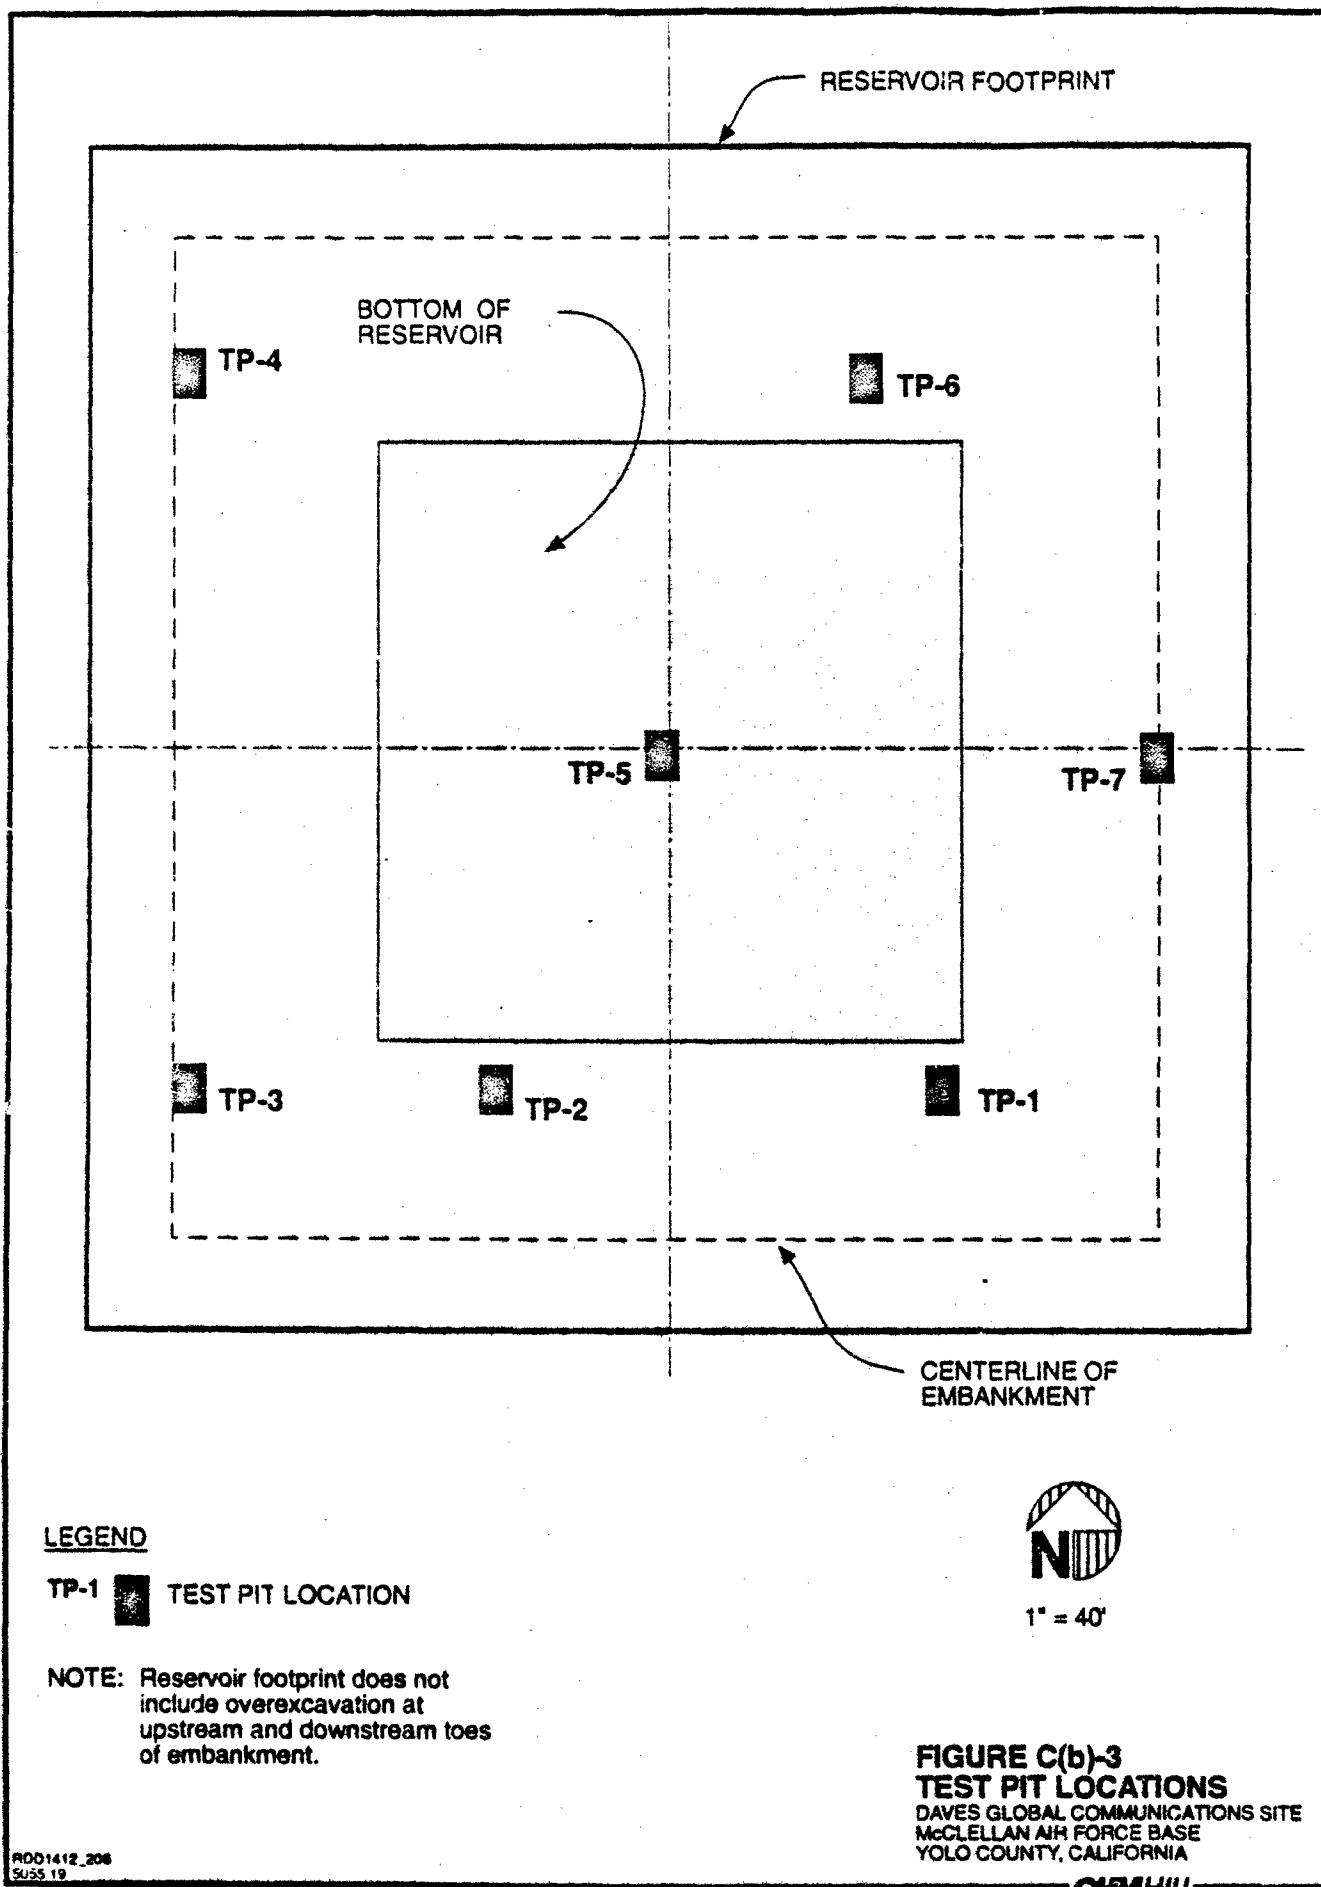 RESERVOIR FOOTPRINT
BOTTOM OF
RESERVOIR
TP-4
TP-6
TP-5
TP-7
TP-3
TP-2
TP-1
CENTERLINE OF
EMBANKMENT
N
1" = 40'
LEGEND
TP-1 TEST PIT LOCATION
NOTE: Reservoir footprint does not
include overexcavation at
upstream and downstream toes
of embankment.
FIGURE C(b)-3
TEST PIT LOCATIONS
DAVES GLOBAL COMMUNICATIONS SITE
McCLELLAN AIR FORCE BASE
YOLO COUNTY, CALIFORNIA
RDD1412_206